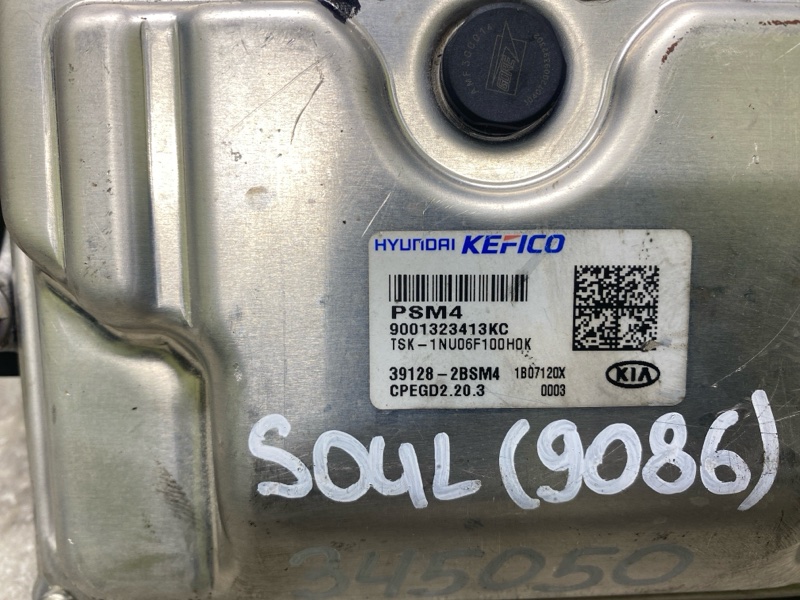 HYUNDAI KEFICO
PSM4
9001323413KC
TSK-1NU06F100H0K
39128-2BSM4 1B07120X
CPEGD2.20.3 0003
KIA
SOUL (9086)
345050